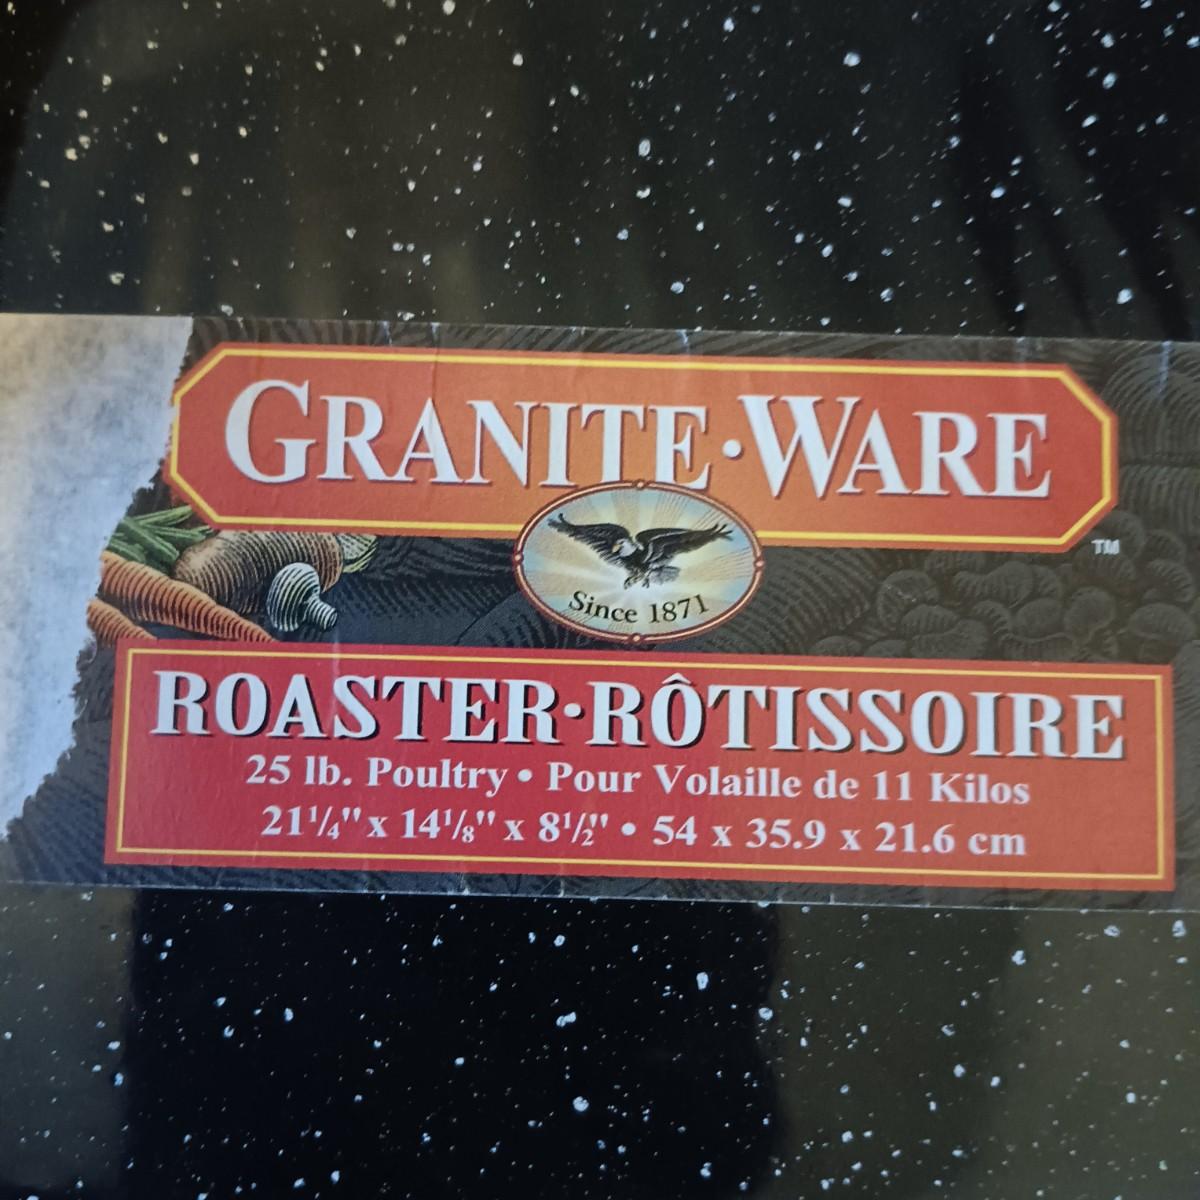 GRANITE·WARE
TM
Since 1871
ROASTER·RÔTISSOIRE
25 lb. Poultry • Pour Volaille de 11 Kilos
21¼" x 14⅛" x 8½" • 54 x 35.9 x 21.6 cm